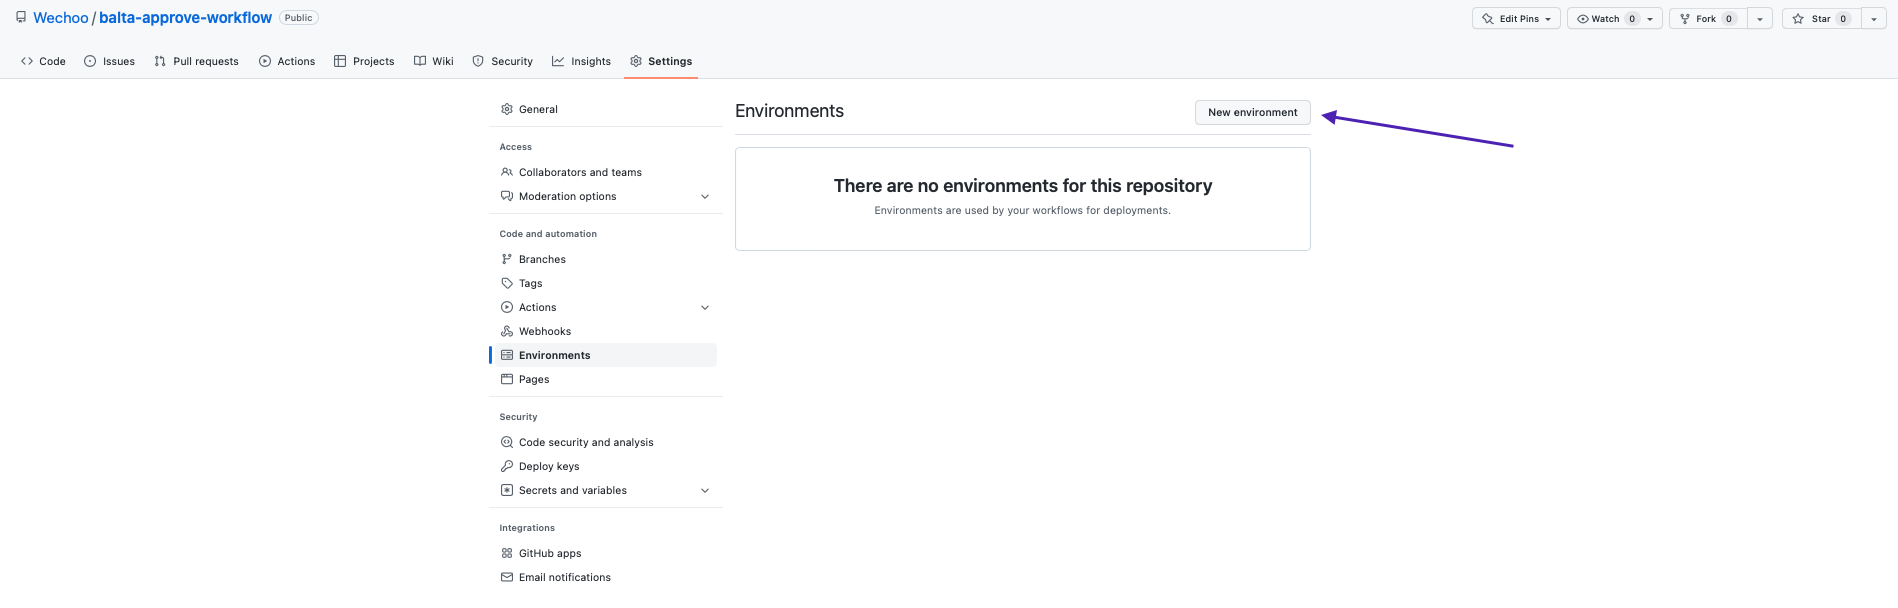 Wechoo / balta-approve-workflow Public
Edit Pins Watch 0 Fork 0 Star 0
Code Issues Pull requests Actions Projects Wiki Security Insights Settings
General
Access
Collaborators and teams
Moderation options
Code and automation
Branches
Tags
Actions
Webhooks
Environments
Pages
Security
Code security and analysis
Deploy keys
Secrets and variables
Integrations
GitHub apps
Email notifications
Environments
New environment
There are no environments for this repository
Environments are used by your workflows for deployments.